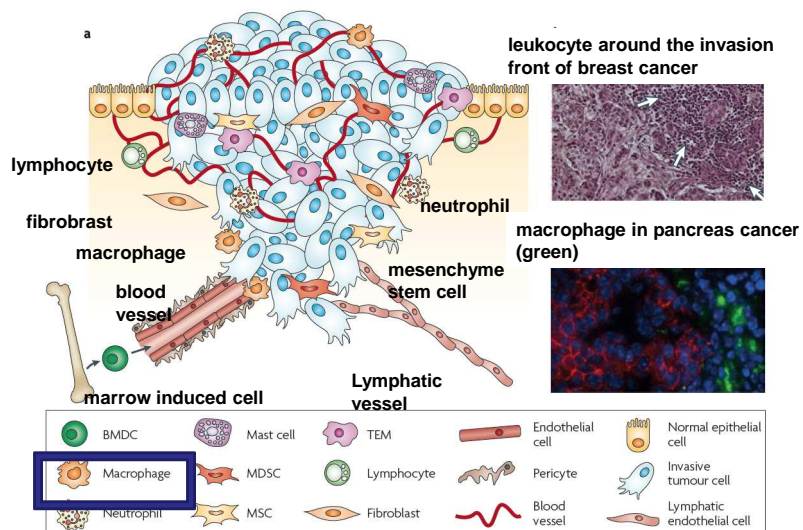 a
leukocyte around the invasion
front of breast cancer
lymphocyte
fibrobrast
neutrophil
macrophage
macrophage in pancreas cancer
(green)
mesenchyme
stem cell
blood
vessel
marrow induced cell
Lymphatic
vessel
BMDC
Mast cell
TEM
Endothelial
cell
Normal epithelial
cell
Macrophage
MDSC
Lymphocyte
Pericyte
Invasive
tumour cell
Neutrophil
MSC
Fibroblast
Blood
vessel
Lymphatic
endothelial cell